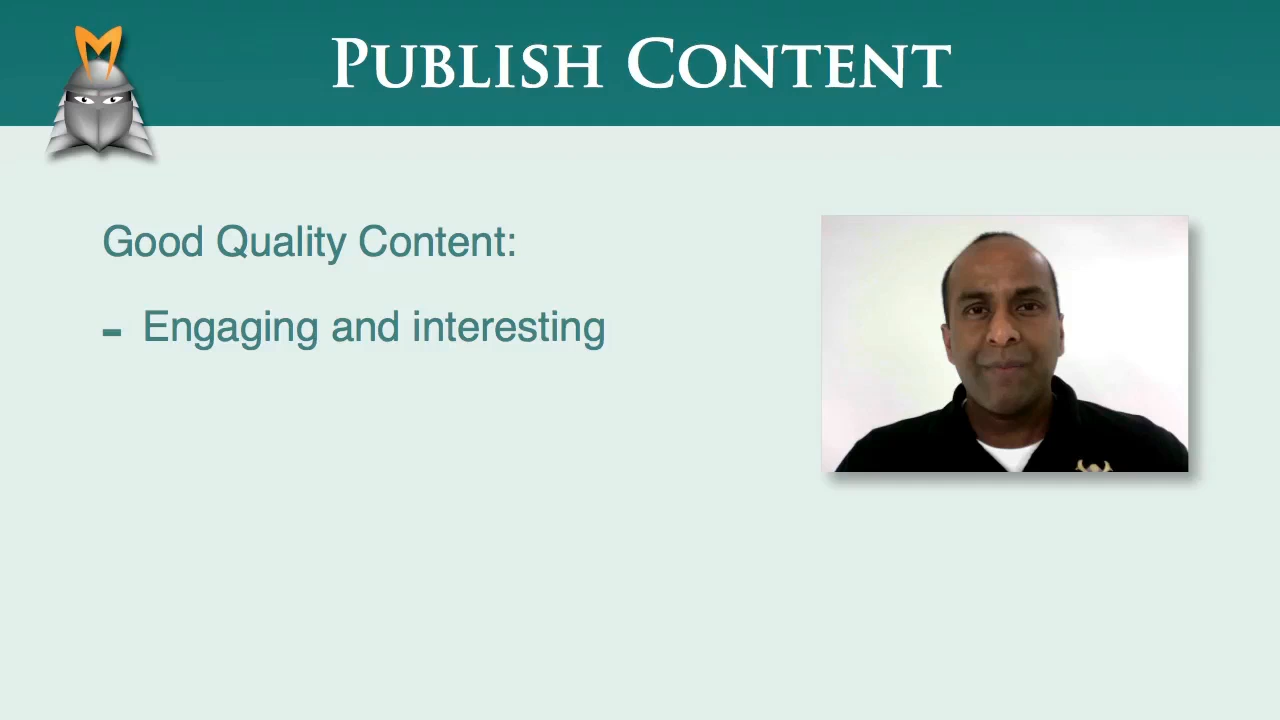 Publish Content
Good Quality Content:
- Engaging and interesting